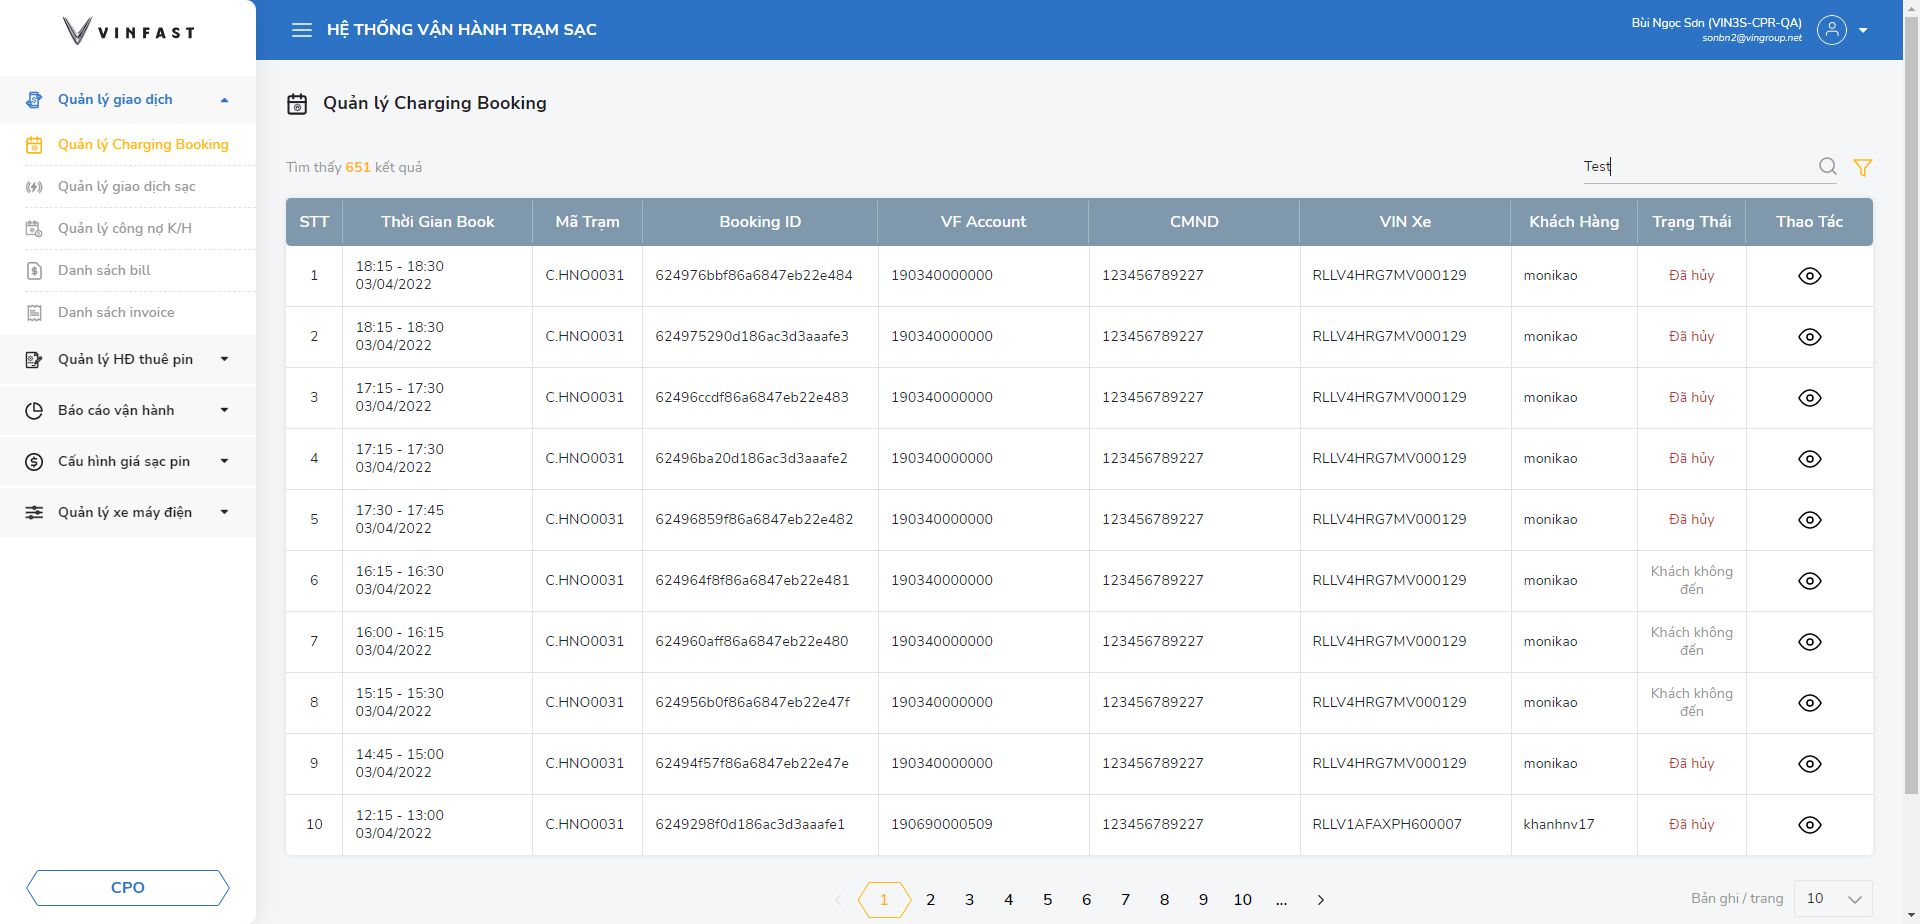 VINFAST
HỆ THỐNG VẬN HÀNH TRẠM SẠC
Bùi Ngọc Sơn (VIN3S-CPR-QA)
sonbn2@vingroup.net
Quản lý giao dịch
Quản lý Charging Booking
Quản lý giao dịch sạc
Quản lý công nợ K/H
Danh sách bill
Danh sách invoice
Quản lý HĐ thuê pin
Báo cáo vận hành
Cấu hình giá sạc pin
Quản lý xe máy điện
CPO
Quản lý Charging Booking
Tìm thấy 651 kết quả
Test
STT Thời Gian Book Mã Trạm Booking ID VF Account CMND VIN Xe Khách Hàng Trạng Thái Thao Tác
1 18:15 - 18:30 03/04/2022 C.HNO0031 624976bbf86a6847eb22e484 190340000000 123456789227 RLLV4HRG7MV000129 monikao Đã hủy
2 18:15 - 18:30 03/04/2022 C.HNO0031 624975290d186ac3d3aaafe3 190340000000 123456789227 RLLV4HRG7MV000129 monikao Đã hủy
3 17:15 - 17:30 03/04/2022 C.HNO0031 62496ccdf86a6847eb22e483 190340000000 123456789227 RLLV4HRG7MV000129 monikao Đã hủy
4 17:15 - 17:30 03/04/2022 C.HNO0031 62496ba20d186ac3d3aaafe2 190340000000 123456789227 RLLV4HRG7MV000129 monikao Đã hủy
5 17:30 - 17:45 03/04/2022 C.HNO0031 62496859f86a6847eb22e482 190340000000 123456789227 RLLV4HRG7MV000129 monikao Đã hủy
6 16:15 - 16:30 03/04/2022 C.HNO0031 624964f8f86a6847eb22e481 190340000000 123456789227 RLLV4HRG7MV000129 monikao Khách không đến
7 16:00 - 16:15 03/04/2022 C.HNO0031 624960aff86a6847eb22e480 190340000000 123456789227 RLLV4HRG7MV000129 monikao Khách không đến
8 15:15 - 15:30 03/04/2022 C.HNO0031 624956b0f86a6847eb22e47f 190340000000 123456789227 RLLV4HRG7MV000129 monikao Khách không đến
9 14:45 - 15:00 03/04/2022 C.HNO0031 62494f57f86a6847eb22e47e 190340000000 123456789227 RLLV4HRG7MV000129 monikao Đã hủy
10 12:15 - 13:00 03/04/2022 C.HNO0031 6249298f0d186ac3d3aaafe1 190690000509 123456789227 RLLV1AFAXPH600007 khanhnv17 Đã hủy
1 2 3 4 5 6 7 8 9 10 ...
Bản ghi / trang 10